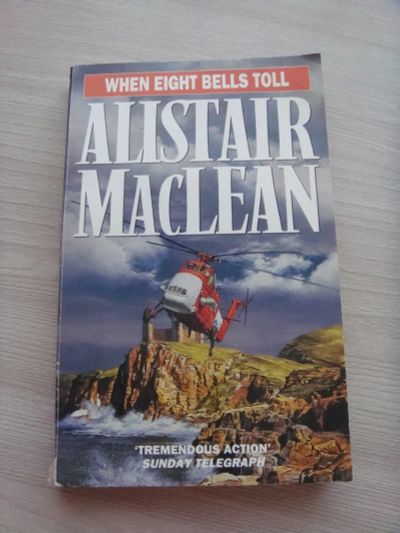 WHEN EIGHT BELLS TOLL
ALISTAIR
MACLEAN
'TREMENDOUS ACTION'
SUNDAY TELEGRAPH